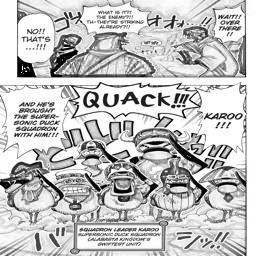 WAIT!!
OVER
THERE
!!
WHAT IS IT?!
THE ENEMY?!
TH-THEY'RE STRIKING
ALREADY?!
NO!!
THAT'S
...!!!
QUACK!!!
KAROO
!!!
AND HE'S
BROUGHT
THE SUPER-
SONIC DUCK
SQUADRON
WITH HIM!!!
SQUADRON LEADER KAROO
SUPERSONIC DUCK SQUADRON
(ALABASTA KINGDOM'S
SWIFTEST UNIT)